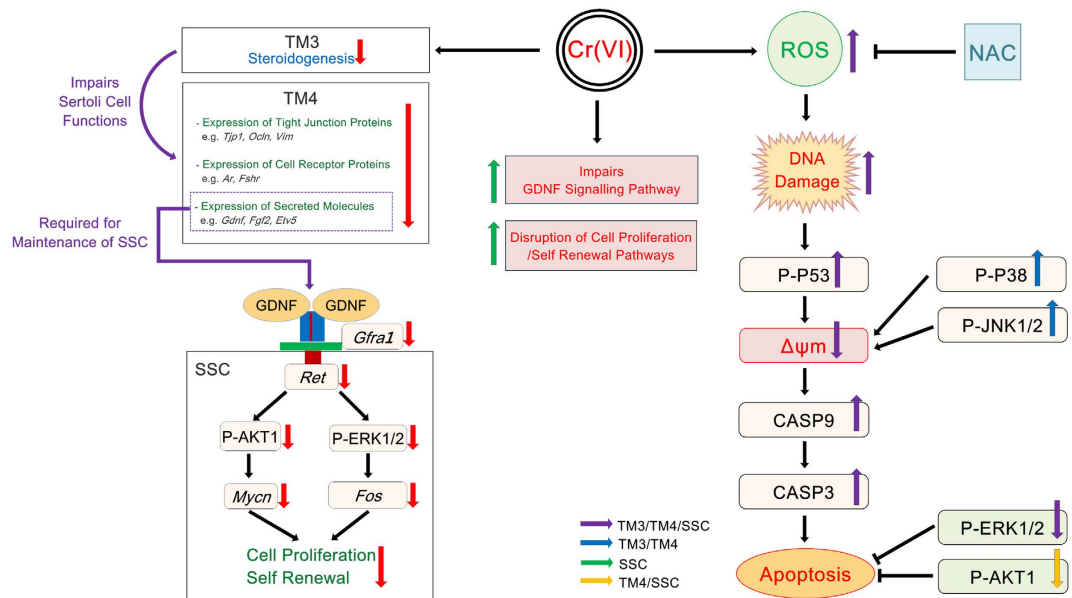 TM3
Steroidogenesis
Impairs
Sertoli Cell
Functions
TM4
- Expression of Tight Junction Proteins
e.g. Tjp1, Ocln, Vim
- Expression of Cell Receptor Proteins
e.g. Ar, Fshr
- Expression of Secreted Molecules
e.g. Gdnf, Fgf2, Etv5
Required for
Maintenance of SSC
GDNF
GDNF
Gfra1
SSC
Ret
P-AKT1
P-ERK1/2
Mycn
Fos
Cell Proliferation
Self Renewal
Cr(VI)
Impairs
GDNF Signalling Pathway
Disruption of Cell Proliferation
/Self Renewal Pathways
ROS
NAC
DNA
Damage
P-P53
P-P38
P-JNK1/2
Δψm
CASP9
CASP3
P-ERK1/2
P-AKT1
Apoptosis
TM3/TM4/SSC
TM3/TM4
SSC
TM4/SSC